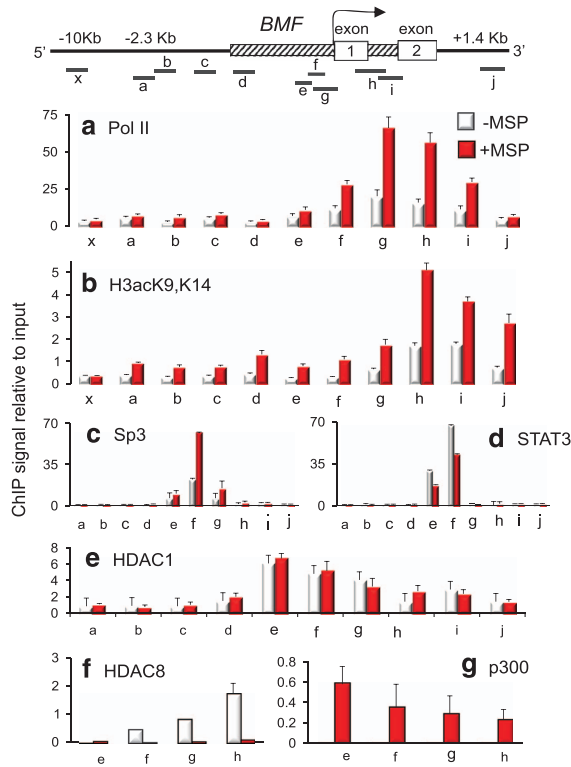 BMF
exon exon
-10Kb -2.3 Kb +1.4 Kb
5' 1 2 3'
x a b c d e f g h i j
a Pol II
-MSP
+MSP
75
50
25
0
x a b c d e f g h i j
b H3acK9,K14
5
4
3
2
1
0
x a b c d e f g h i j
ChIP signal relative to input
c Sp3
70
35
0
a b c d e f g h i j
d STAT3
70
35
0
a b c d e f g h i j
e HDAC1
8
6
4
2
0
a b c d e f g h i j
f HDAC8
3
2
1
0
e f g h
g p300
0.8
0.6
0.4
0.2
0
e f g h